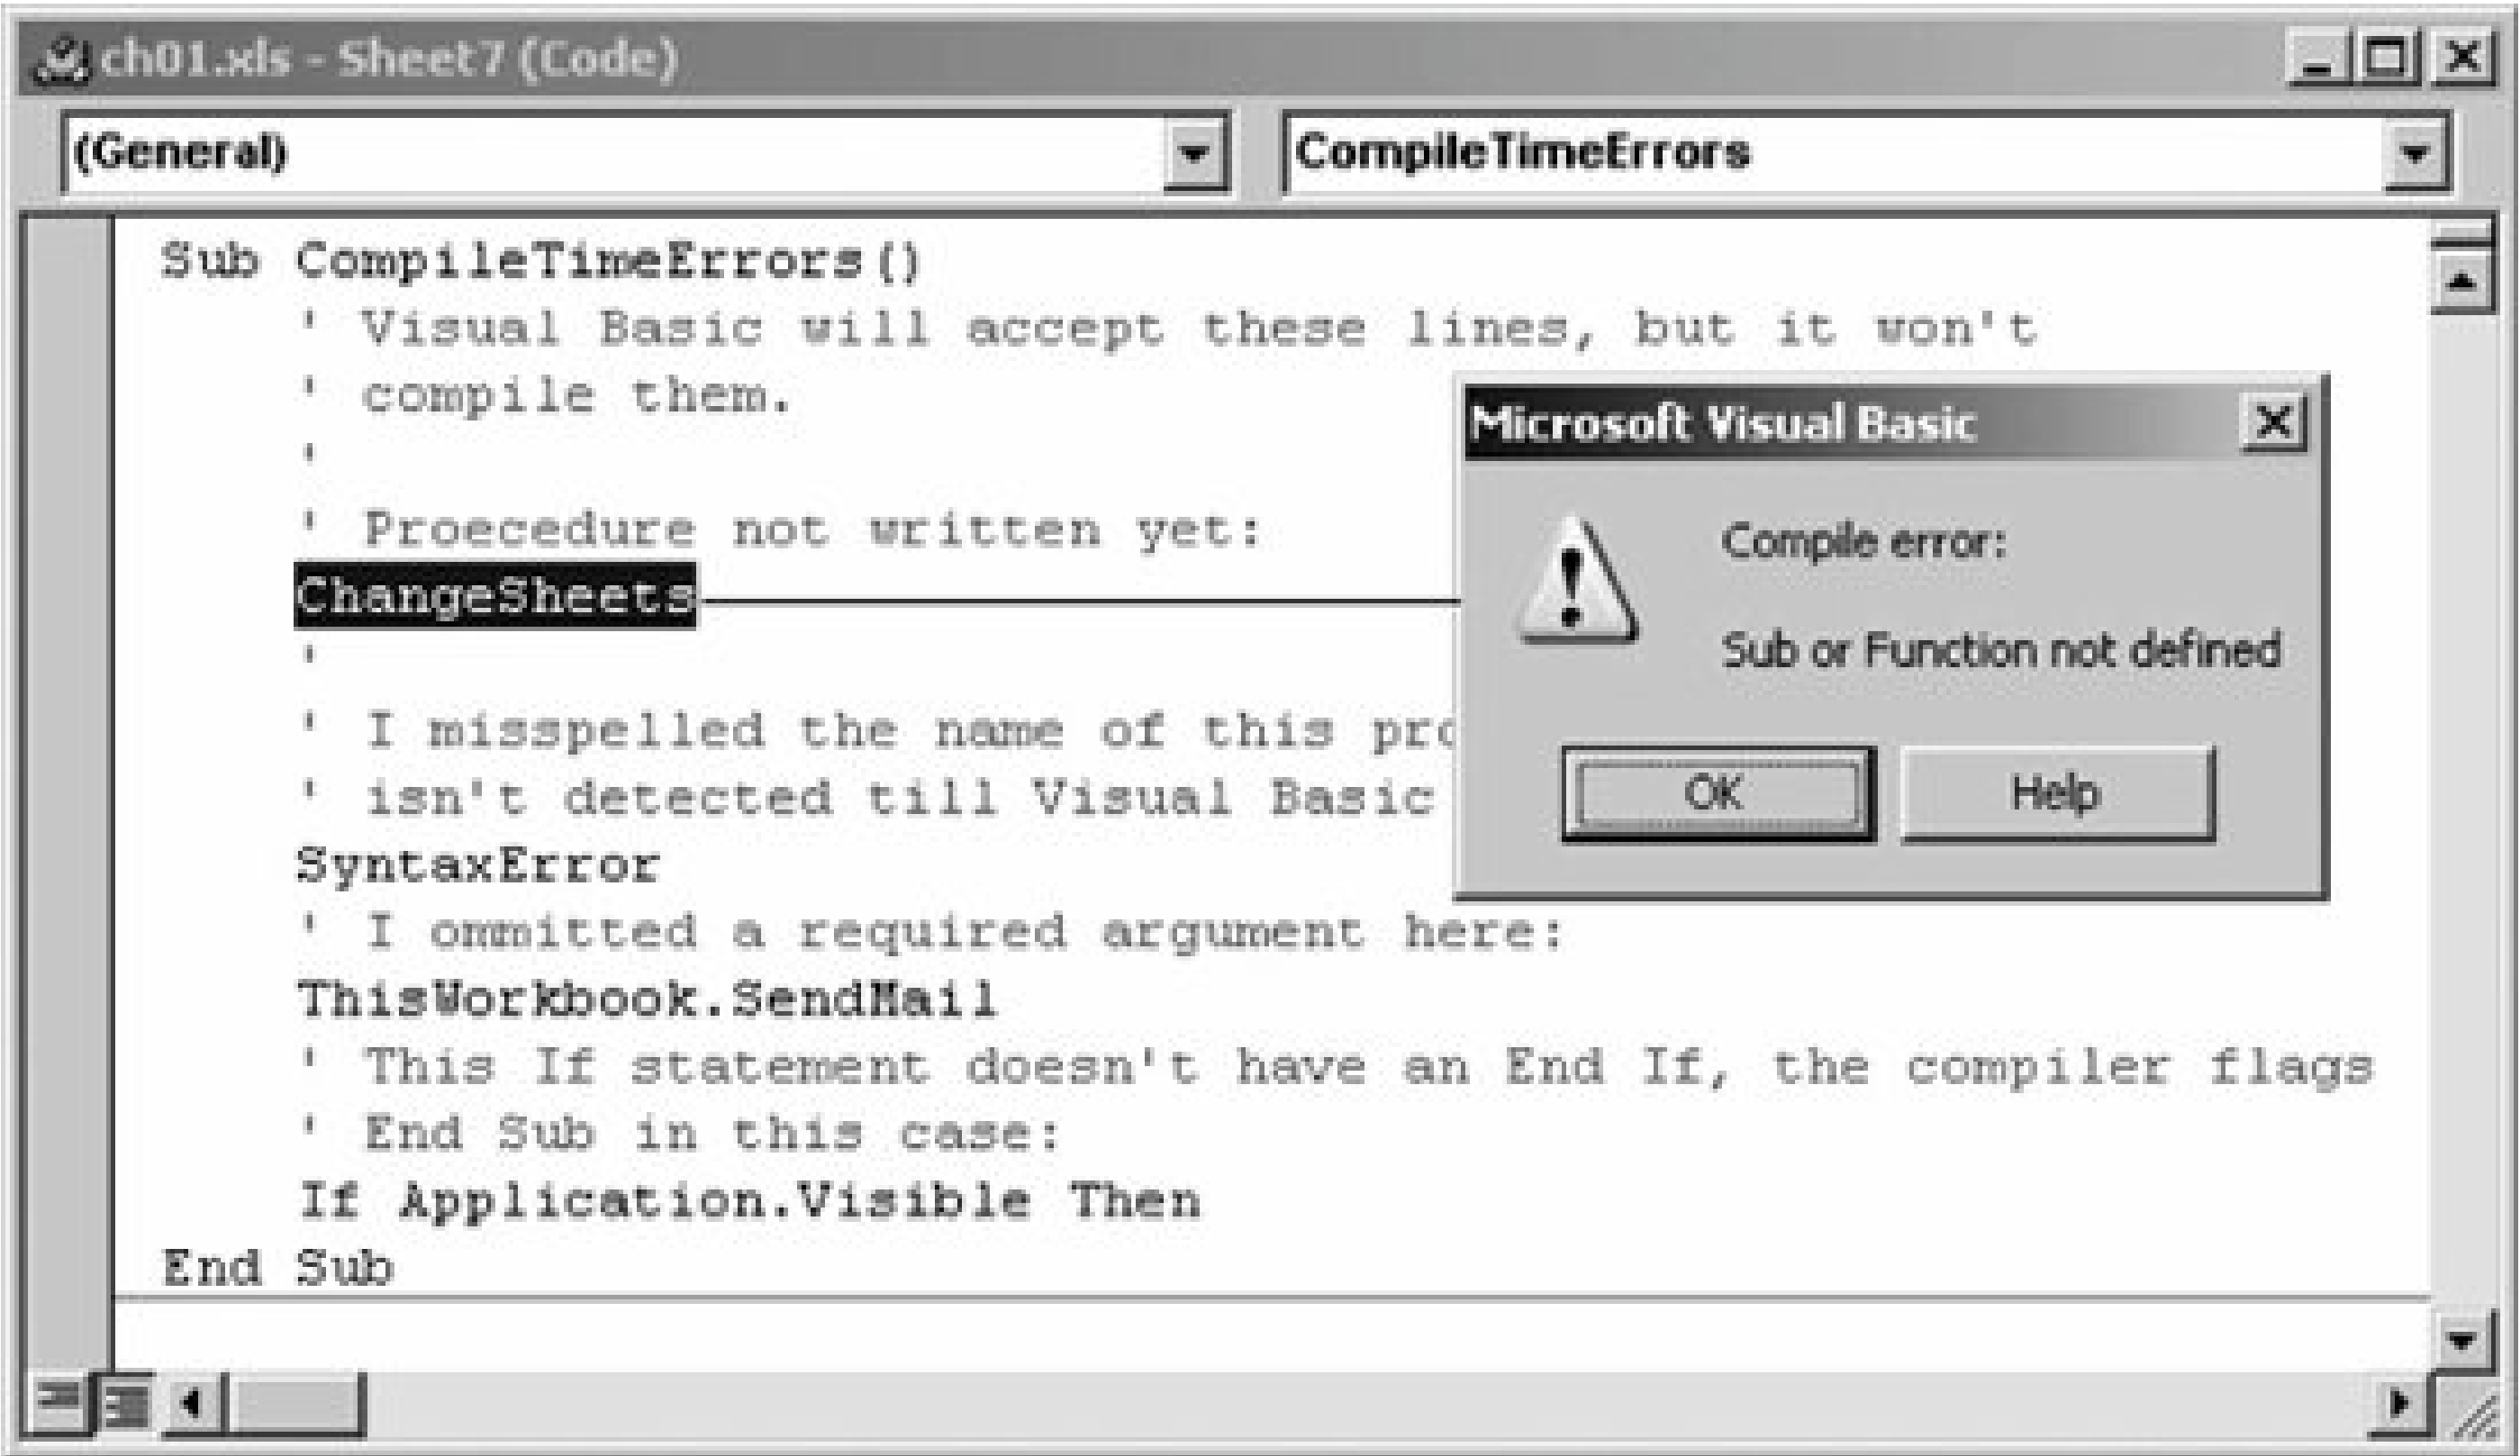 ch01.xls - Sheet7 (Code)
(General)
CompileTimeErrors
Sub CompileTimeErrors()
' Visual Basic will accept these lines, but it won't
' compile them.
'
' Proecedure not written yet:
ChangeSheets
'
' I misspelled the name of this
' isn't detected till Visual Basic
SyntaxError
' I ommitted a required argument here:
ThisWorkbook.SendMail
' This If statement doesn't have an End If, the compiler flags
' End Sub in this case:
If Application.Visible Then
End Sub
Microsoft Visual Basic
Compile error:
Sub or Function not defined
OK
Help